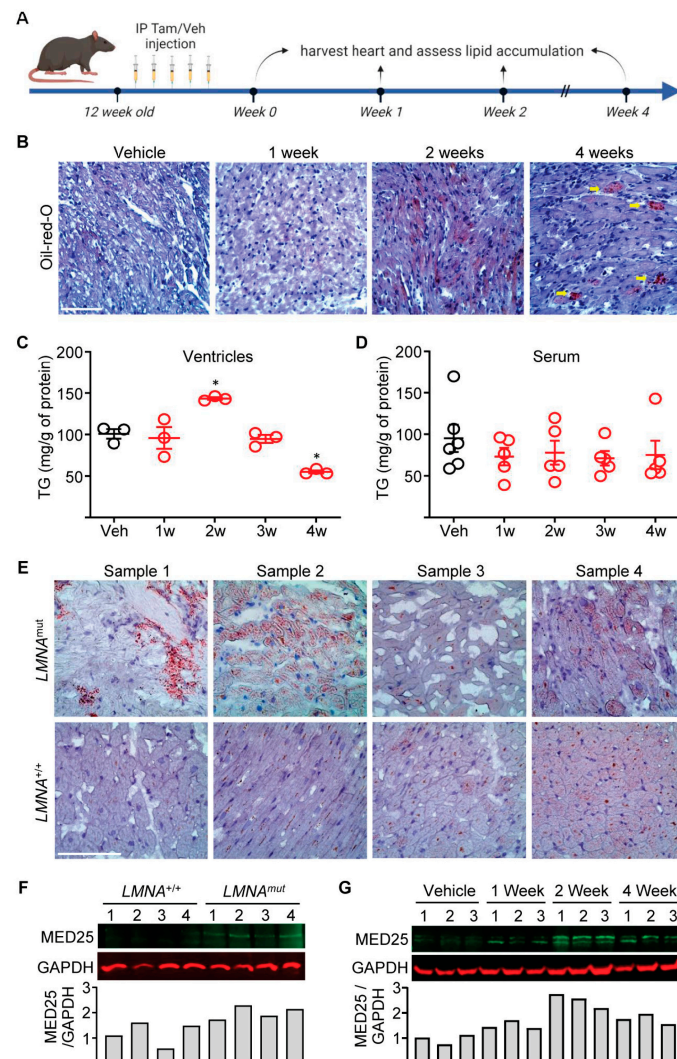 A
IP Tam/Veh
injection
harvest heart and assess lipid accumulation
12 week old
Week 0
Week 1
Week 2
//
Week 4
B
Vehicle
1 week
2 weeks
4 weeks
Oil-red-O
C
Ventricles
TG (mg/g of protein)
200
150
100
50
*
*
Veh
1w
2w
3w
4w
D
Serum
TG (mg/g of protein)
200
150
100
50
Veh
1w
2w
3w
4w
E
Sample 1
Sample 2
Sample 3
Sample 4
LMNAmut
LMNA+/+
F
LMNA+/+
LMNAmut
1 2 3 4 1 2 3 4
MED25
GAPDH
MED25
/GAPDH
3
2
1
G
Vehicle
1 Week
2 Week
4 Week
1 2 3 1 2 3 1 2 3 1 2 3
MED25
GAPDH
MED25 /
GAPDH
3
2
1